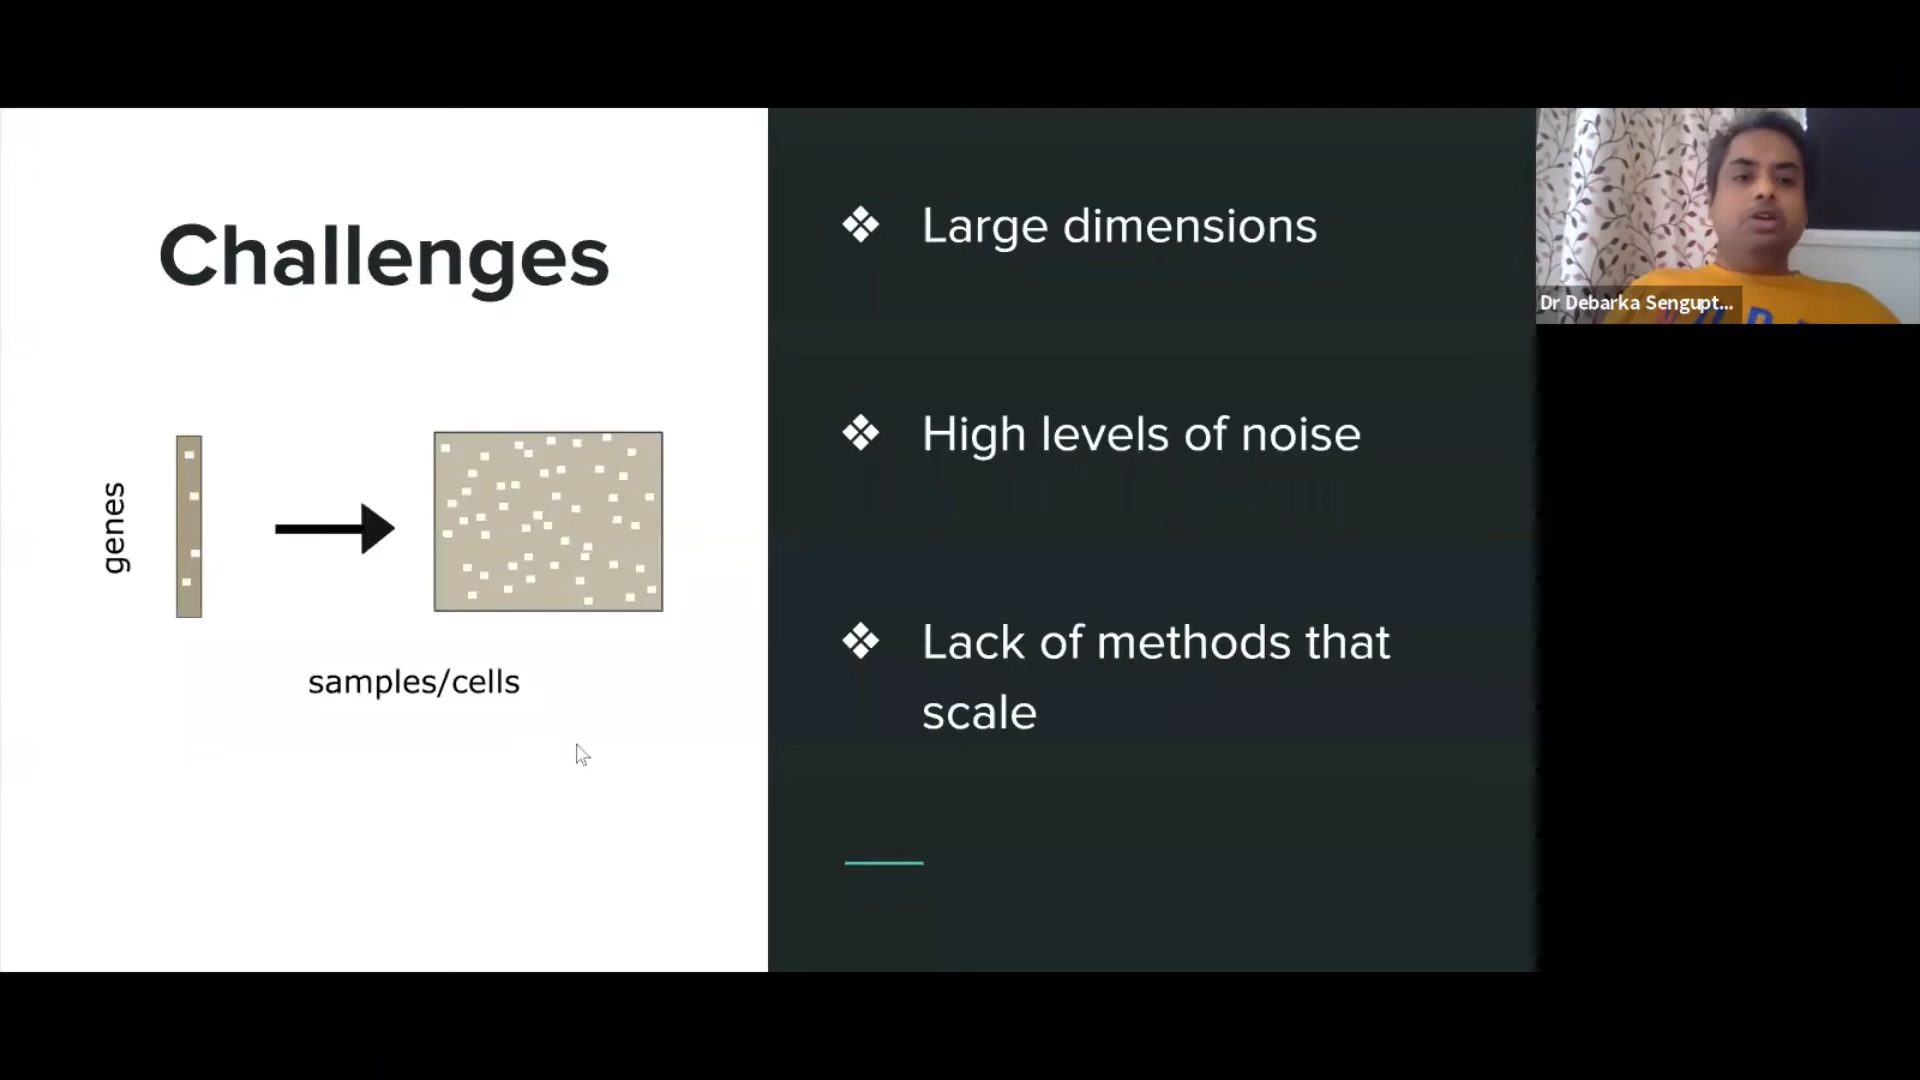 Challenges
genes
samples/cells
Large dimensions
High levels of noise
Lack of methods that
scale
Dr Debarka Sengupt...